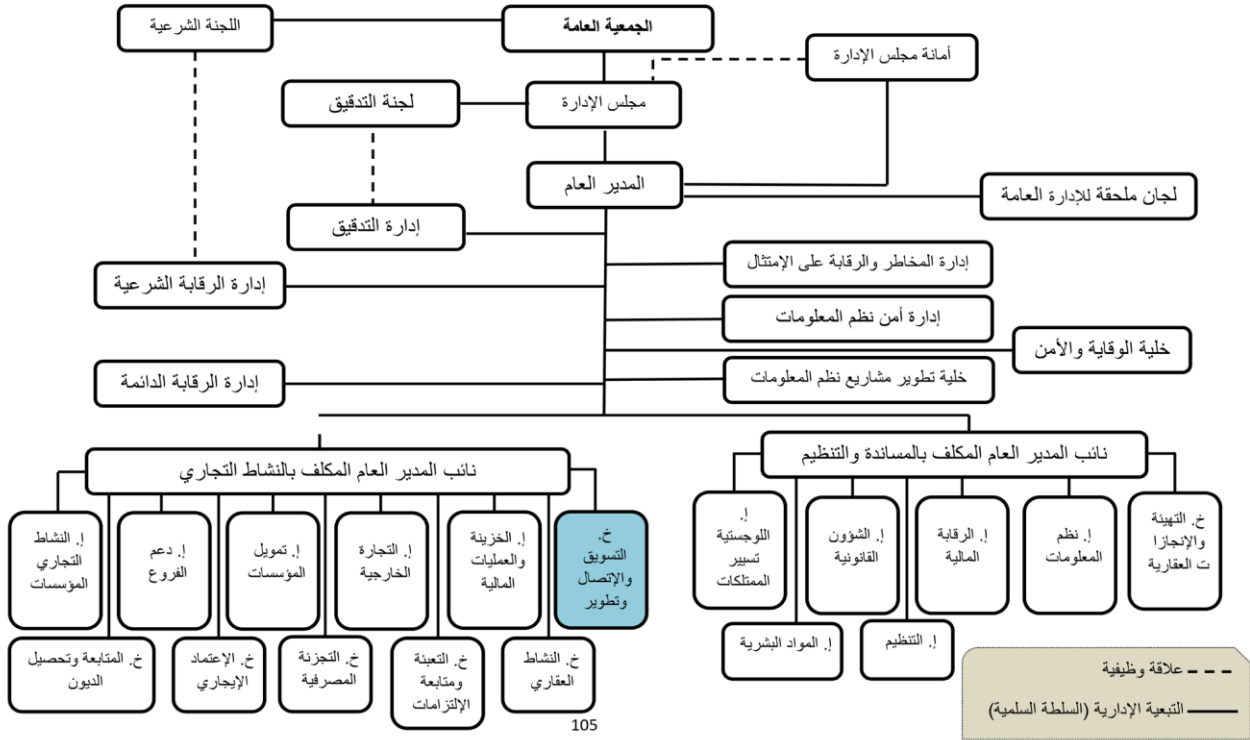 اللجنة الشرعية
الجمعية العامة
أمانة مجلس الإدارة
لجنة التدقيق
مجلس الإدارة
المدير العام
لجان ملحقة للإدارة العامة
إدارة التدقيق
إدارة المخاطر والرقابة على الإمتثال
إدارة الرقابة الشرعية
إدارة أمن نظم المعلومات
خلية الوقاية والأمن
خلية تطوير مشاريع نظم المعلومات
إدارة الرقابة الدائمة
نائب المدير العام المكلف بالمساندة والتنظيم
نائب المدير العام المكلف بالنشاط التجاري
خ. التهيئة
والإنجازا
ت العقارية
إ. نظم
المعلومات
إ. الرقابة
المالية
إ. الشؤون
القانونية
إ.
اللوجستية
تسيير
الممتلكات
خ.
التسويق
والإتصال
وتطوير
إ. الخزينة
والعمليات
المالية
إ. التجارة
الخارجية
إ. تمويل
المؤسسات
إ. دعم
الفروع
إ. النشاط
التجاري
المؤسسات
إ. التنظيم
إ. المواد البشرية
خ. النشاط
العقاري
خ. التعبئة
ومتابعة
الإلتزامات
خ. التجزئة
المصرفية
خ. الإعتماد
الإيجاري
خ. المتابعة وتحصيل
الديون
علاقة وظيفية
التبعية الإدارية (السلطة السلمية)
105